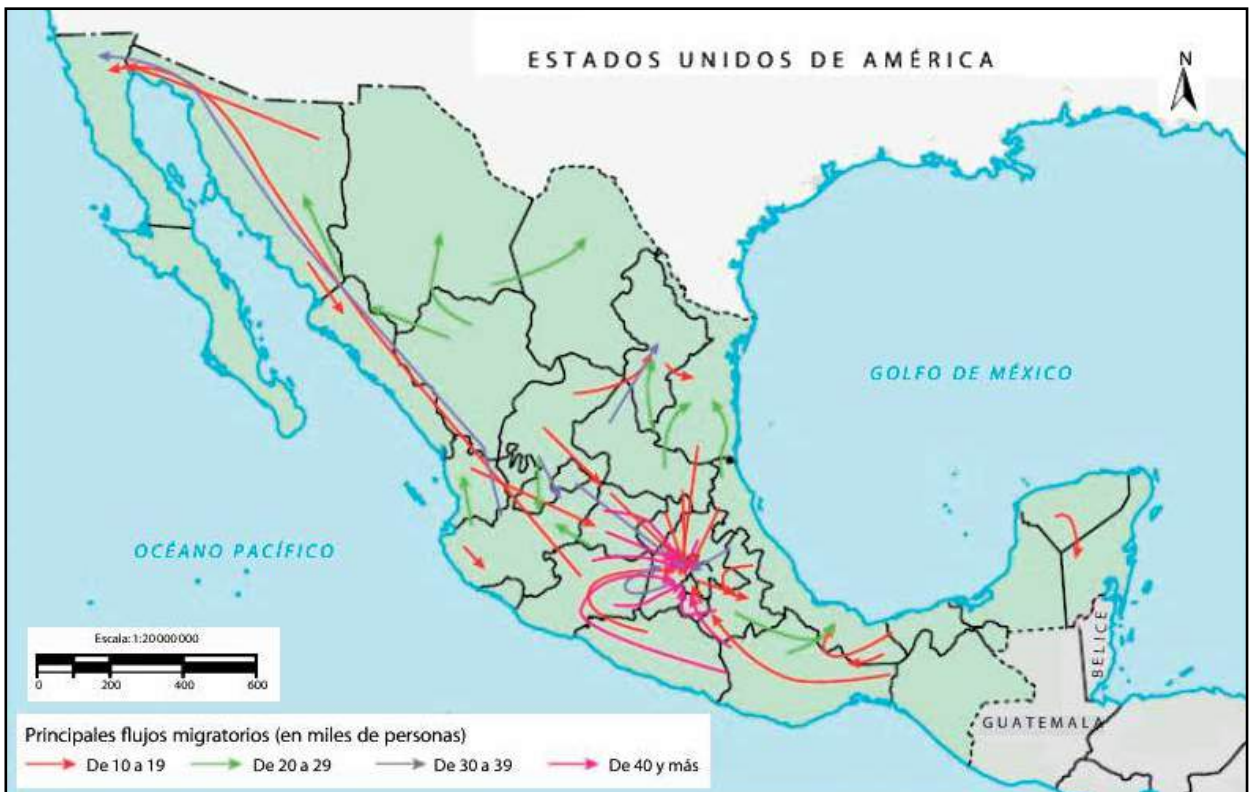 ESTADOS UNIDOS DE AMÉRICA
N
GOLFO DE MÉXICO
OCÉANO PACÍFICO
BELICE
GUATEMALA
Escala: 1:20 000 000
0 200 400 600
Principales flujos migratorios (en miles de personas)
De 10 a 19 De 20 a 29 De 30 a 39 De 40 y más